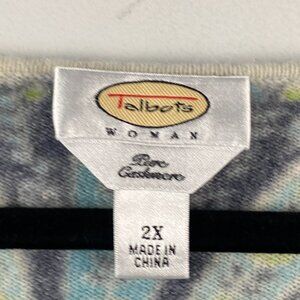 Talbots
WOMAN
Pure
Cashmere
2X
MADE IN
CHINA